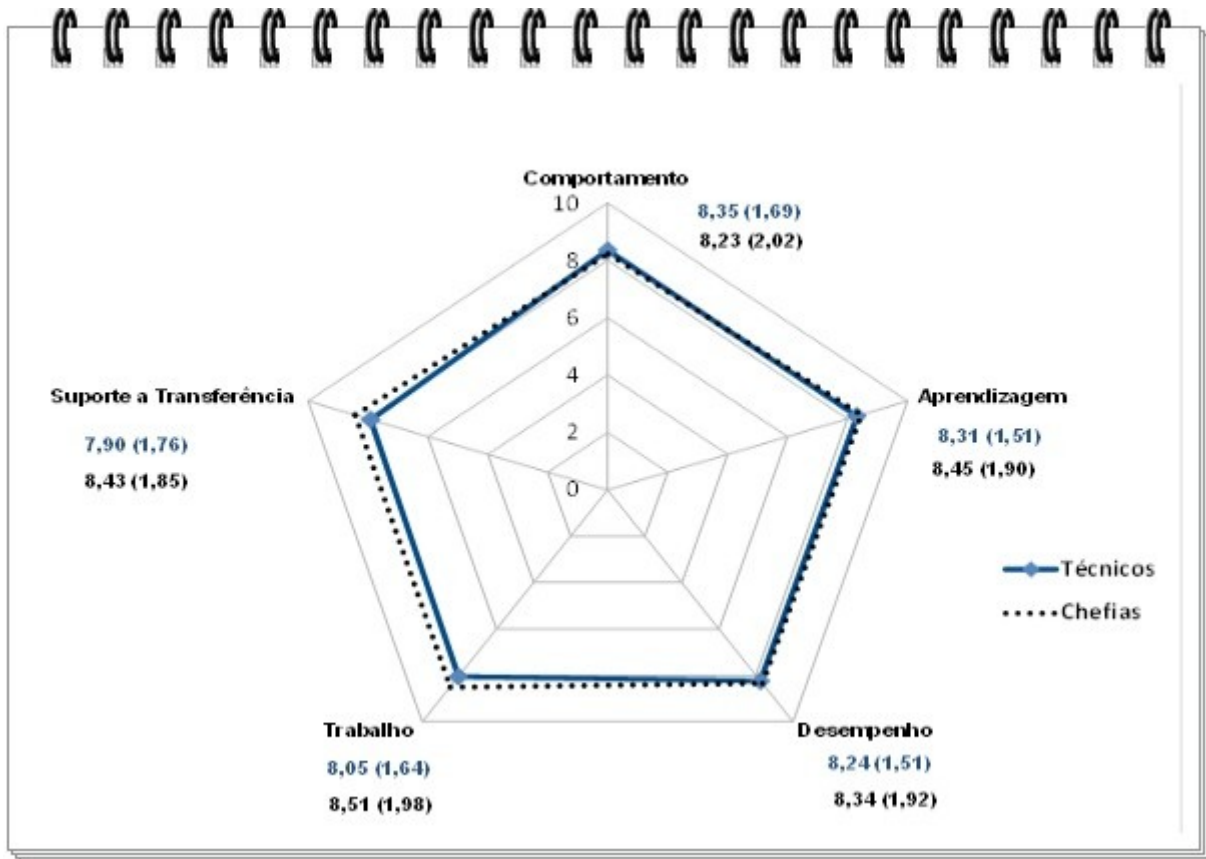 Comportamento
8,35 (1,69)
8,23 (2,02)
10
8
6
4
2
0
Suporte a Transferência
7,90 (1,76)
8,43 (1,85)
Aprendizagem
8,31 (1,51)
8,45 (1,90)
Técnicos
Chefias
Trabalho
8,05 (1,64)
8,51 (1,98)
Desempenho
8,24 (1,51)
8,34 (1,92)